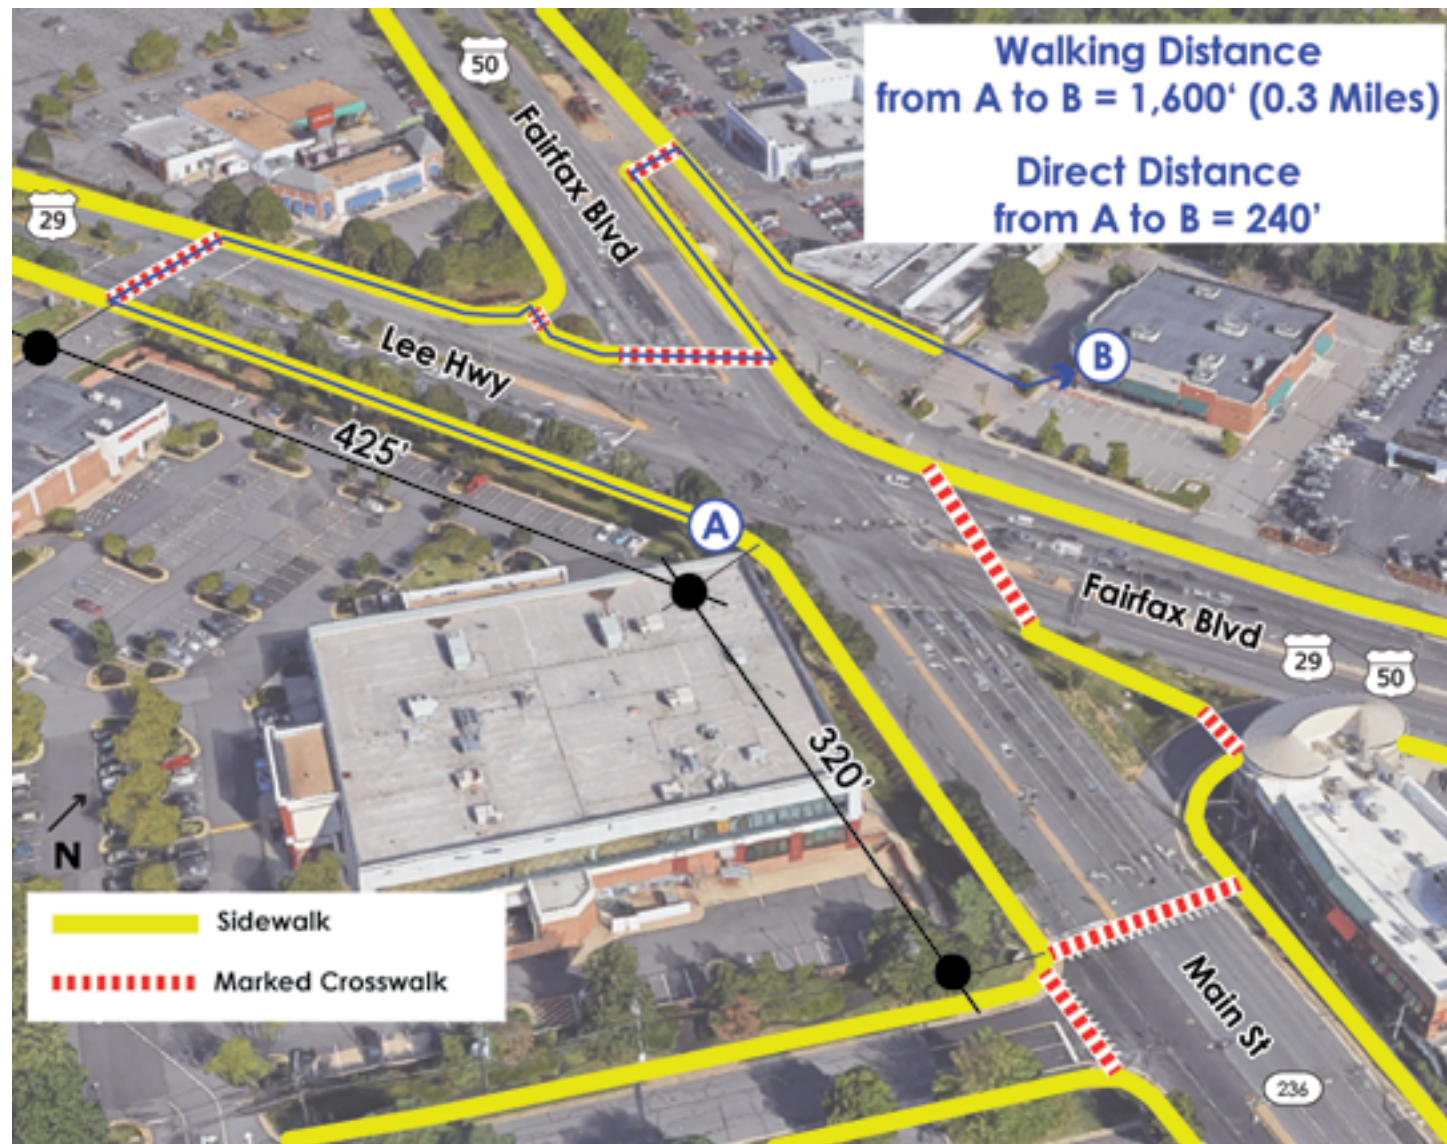 Walking Distance
from A to B = 1,600‘ (0.3 Miles)
Direct Distance
from A to B = 240’
50
Fairfax Blvd
29
Lee Hwy
B
425’
A
Fairfax Blvd
29
50
320’
N
Sidewalk
Marked Crosswalk
Main St
236